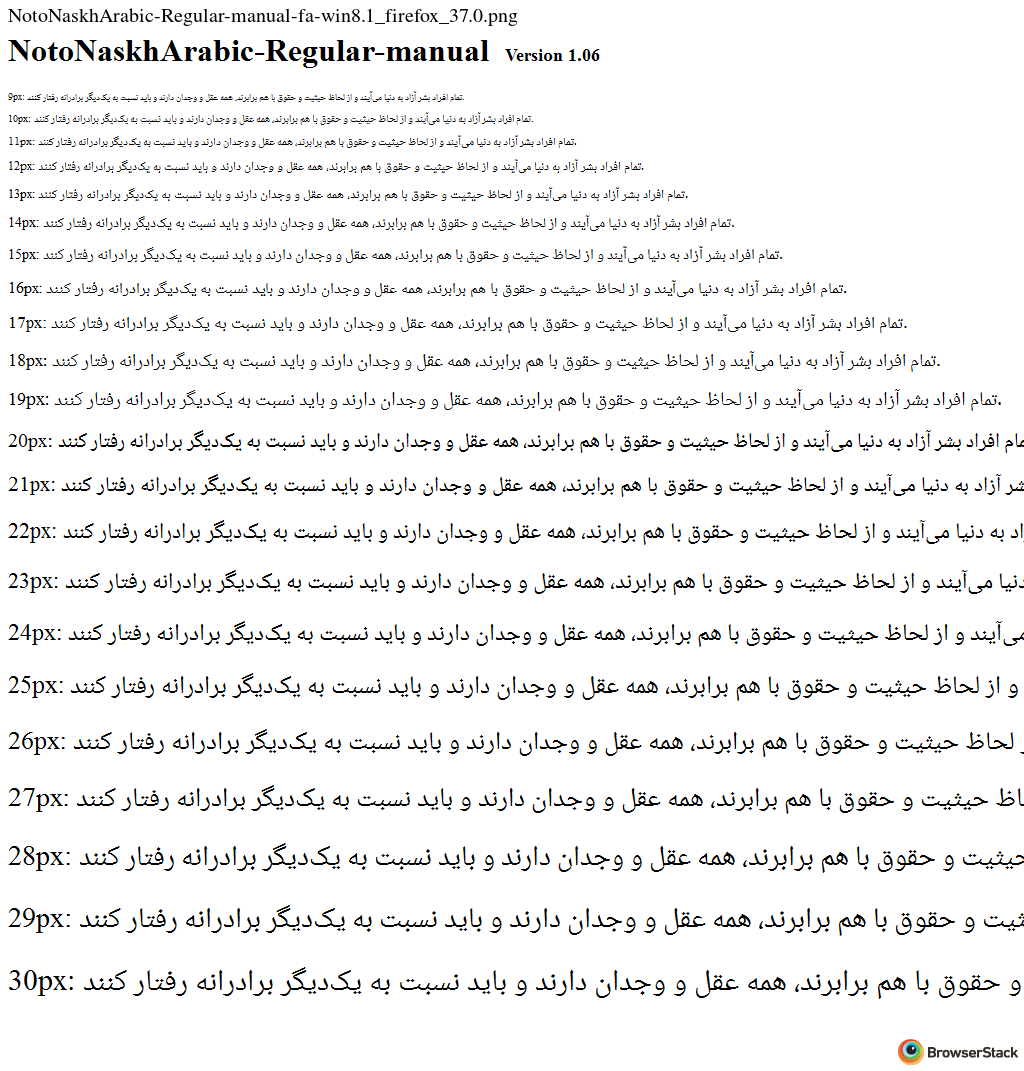 NotoNaskhArabic-Regular-manual-fa-win8.1_firefox_37.0.png
NotoNaskhArabic-Regular-manual Version 1.06
9px: تمام افراد بشر آزاد به دنیا می‌آیند و از لحاظ حیثیت و حقوق با هم برابرند، همه عقل و وجدان دارند و باید نسبت به یک‌دیگر برادرانه رفتار کنند.
10px: تمام افراد بشر آزاد به دنیا می‌آیند و از لحاظ حیثیت و حقوق با هم برابرند، همه عقل و وجدان دارند و باید نسبت به یک‌دیگر برادرانه رفتار کنند.
11px: تمام افراد بشر آزاد به دنیا می‌آیند و از لحاظ حیثیت و حقوق با هم برابرند، همه عقل و وجدان دارند و باید نسبت به یک‌دیگر برادرانه رفتار کنند.
12px: تمام افراد بشر آزاد به دنیا می‌آیند و از لحاظ حیثیت و حقوق با هم برابرند، همه عقل و وجدان دارند و باید نسبت به یک‌دیگر برادرانه رفتار کنند.
13px: تمام افراد بشر آزاد به دنیا می‌آیند و از لحاظ حیثیت و حقوق با هم برابرند، همه عقل و وجدان دارند و باید نسبت به یک‌دیگر برادرانه رفتار کنند.
14px: تمام افراد بشر آزاد به دنیا می‌آیند و از لحاظ حیثیت و حقوق با هم برابرند، همه عقل و وجدان دارند و باید نسبت به یک‌دیگر برادرانه رفتار کنند.
15px: تمام افراد بشر آزاد به دنیا می‌آیند و از لحاظ حیثیت و حقوق با هم برابرند، همه عقل و وجدان دارند و باید نسبت به یک‌دیگر برادرانه رفتار کنند.
16px: تمام افراد بشر آزاد به دنیا می‌آیند و از لحاظ حیثیت و حقوق با هم برابرند، همه عقل و وجدان دارند و باید نسبت به یک‌دیگر برادرانه رفتار کنند.
17px: تمام افراد بشر آزاد به دنیا می‌آیند و از لحاظ حیثیت و حقوق با هم برابرند، همه عقل و وجدان دارند و باید نسبت به یک‌دیگر برادرانه رفتار کنند.
18px: تمام افراد بشر آزاد به دنیا می‌آیند و از لحاظ حیثیت و حقوق با هم برابرند، همه عقل و وجدان دارند و باید نسبت به یک‌دیگر برادرانه رفتار کنند.
19px: تمام افراد بشر آزاد به دنیا می‌آیند و از لحاظ حیثیت و حقوق با هم برابرند، همه عقل و وجدان دارند و باید نسبت به یک‌دیگر برادرانه رفتار کنند.
20px: افراد بشر آزاد به دنیا می‌آیند و از لحاظ حیثیت و حقوق با هم برابرند، همه عقل و وجدان دارند و باید نسبت به یک‌دیگر برادرانه رفتار کنند
21px: آزاد به دنیا می‌آیند و از لحاظ حیثیت و حقوق با هم برابرند، همه عقل و وجدان دارند و باید نسبت به یک‌دیگر برادرانه رفتار کنند
22px: به دنیا می‌آیند و از لحاظ حیثیت و حقوق با هم برابرند، همه عقل و وجدان دارند و باید نسبت به یک‌دیگر برادرانه رفتار کنند
23px: دنیا می‌آیند و از لحاظ حیثیت و حقوق با هم برابرند، همه عقل و وجدان دارند و باید نسبت به یک‌دیگر برادرانه رفتار کنند
24px: می‌آیند و از لحاظ حیثیت و حقوق با هم برابرند، همه عقل و وجدان دارند و باید نسبت به یک‌دیگر برادرانه رفتار کنند
25px: و از لحاظ حیثیت و حقوق با هم برابرند، همه عقل و وجدان دارند و باید نسبت به یک‌دیگر برادرانه رفتار کنند
26px: لحاظ حیثیت و حقوق با هم برابرند، همه عقل و وجدان دارند و باید نسبت به یک‌دیگر برادرانه رفتار کنند
27px: حیثیت و حقوق با هم برابرند، همه عقل و وجدان دارند و باید نسبت به یک‌دیگر برادرانه رفتار کنند
28px: حیثیت و حقوق با هم برابرند، همه عقل و وجدان دارند و باید نسبت به یک‌دیگر برادرانه رفتار کنند
29px: و حقوق با هم برابرند، همه عقل و وجدان دارند و باید نسبت به یک‌دیگر برادرانه رفتار کنند
30px: و حقوق با هم برابرند، همه عقل و وجدان دارند و باید نسبت به یک‌دیگر برادرانه رفتار کنند
BrowserStack